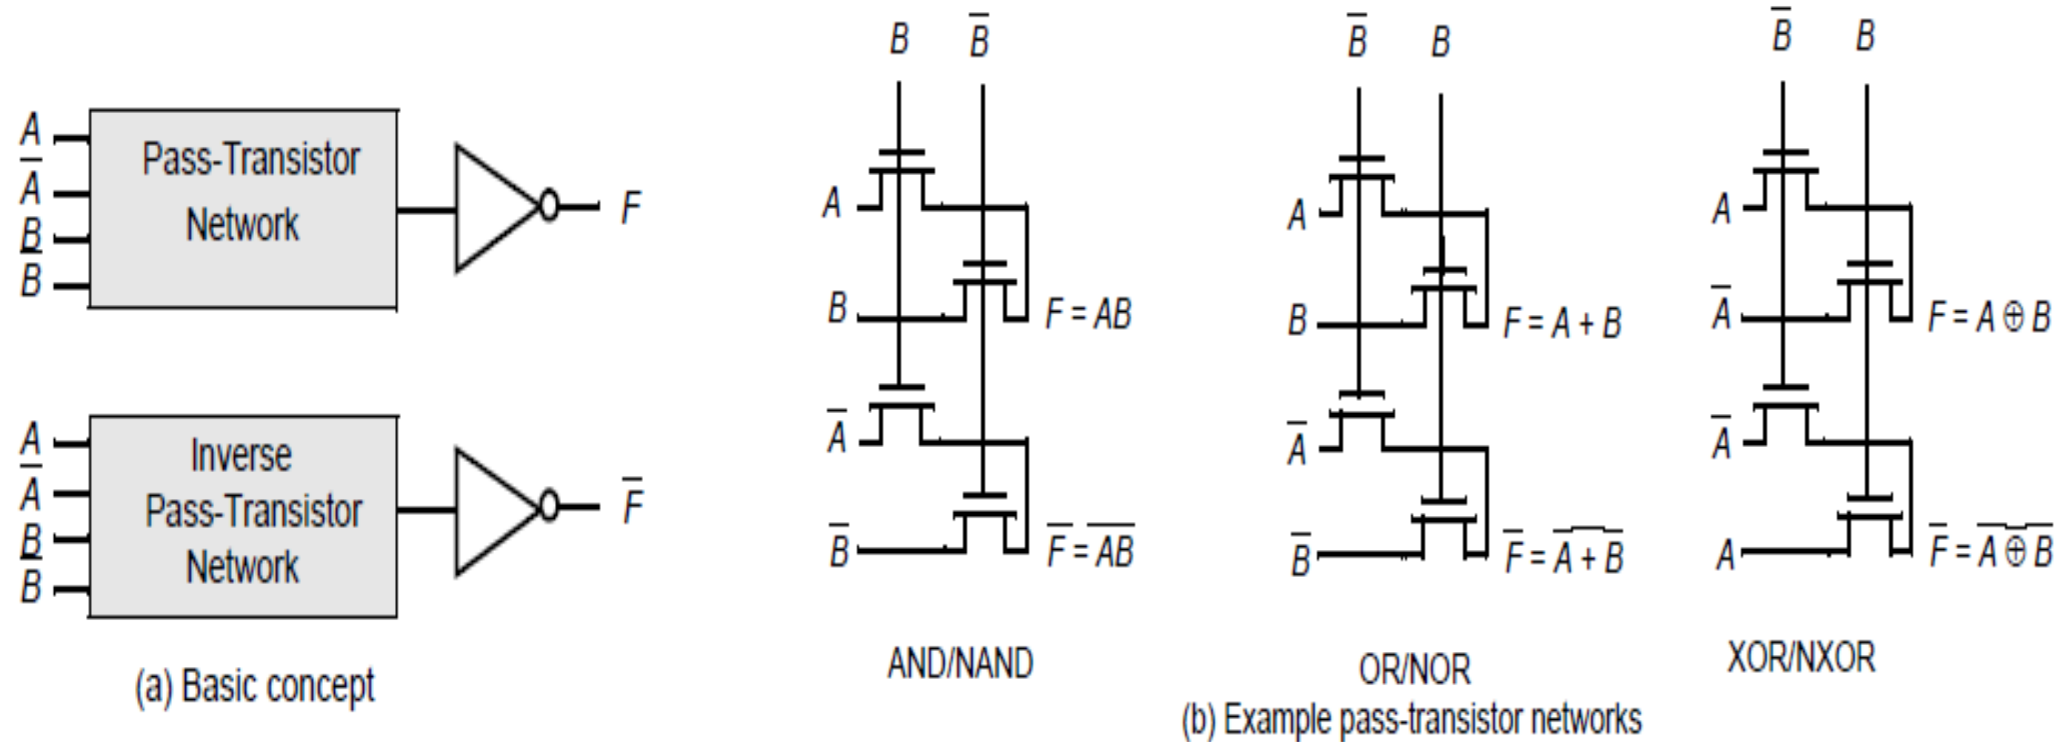 A
A̅
B
B̅
Pass-Transistor
Network
F
A
A̅
B
B̅
Inverse
Pass-Transistor
Network
F̅
(a) Basic concept
B B̅
A
B
F = AB
A̅
B̅
F̅ = A̅B̅
AND/NAND
B̅ B
A
B
F = A + B
A̅
B̅
F̅ = A̅ ̅+̅ ̅B̅
OR/NOR
B̅ B
A
A̅
F = A ⊕ B
A̅
A
F̅ = A̅ ̅⊕̅ ̅B̅
XOR/NXOR
(b) Example pass-transistor networks